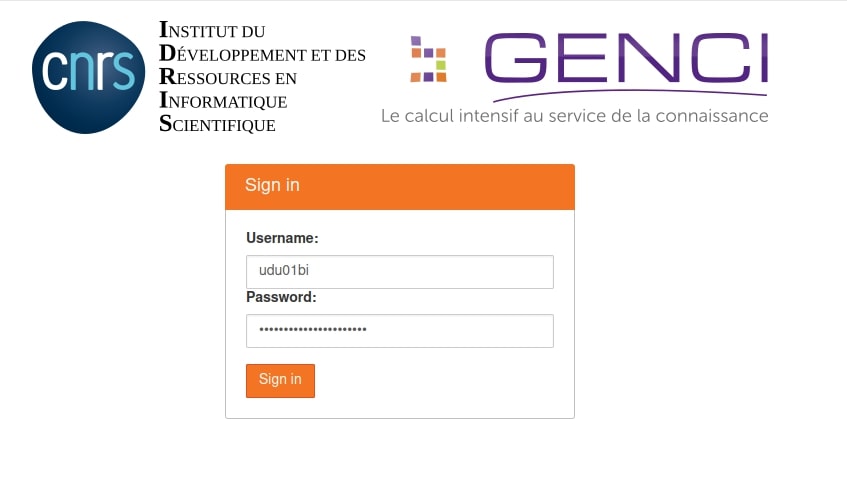 cnrs
INSTITUT DU
DÉVELOPPEMENT ET DES
RESSOURCES EN
INFORMATIQUE
SCIENTIFIQUE
GENCI
Le calcul intensif au service de la connaissance
Sign in
Username:
udu01bi
Password:
••••••••••••••••••••••
Sign in